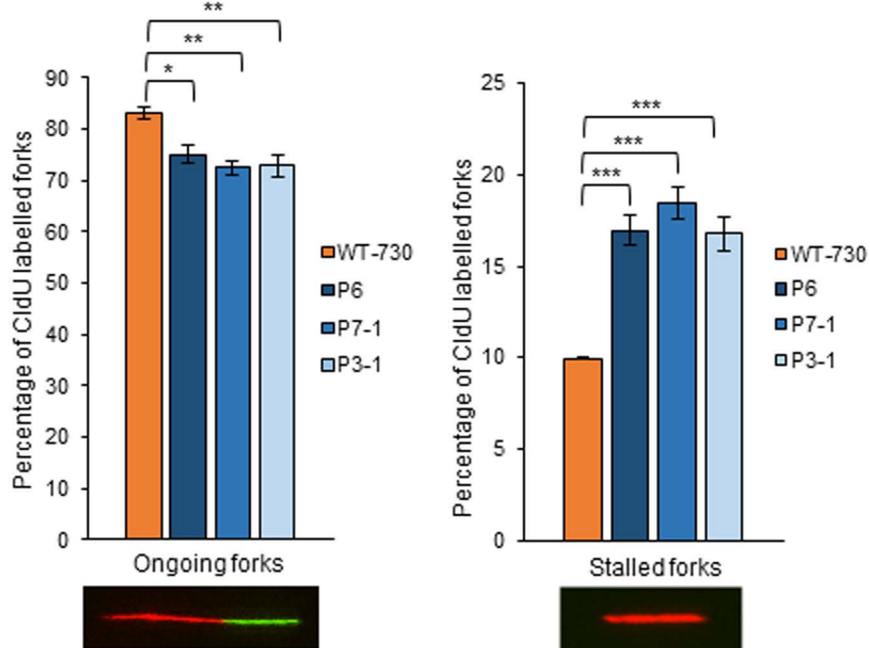 **
**
*
90
80
70
60
50
40
30
20
10
0
Percentage of CldU labelled forks
WT-730
P6
P7-1
P3-1
Ongoing forks
***
***
***
25
20
15
10
5
0
Percentage of CldU labelled forks
WT-730
P6
P7-1
P3-1
Stalled forks